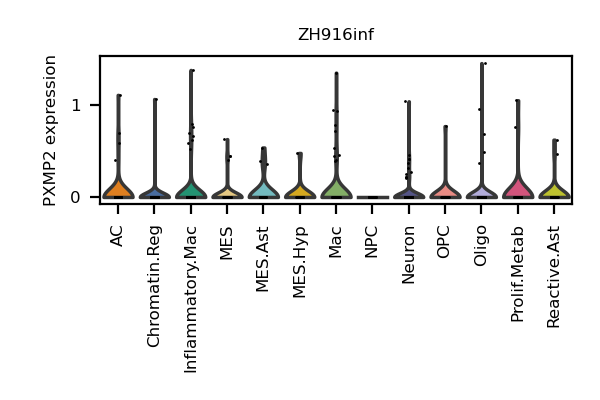 ZH916inf
PXMP2 expression
1
0
AC
Chromatin.Reg
Inflammatory.Mac
MES
MES.Ast
MES.Hyp
Mac
NPC
Neuron
OPC
Oligo
Prolif.Metab
Reactive.Ast